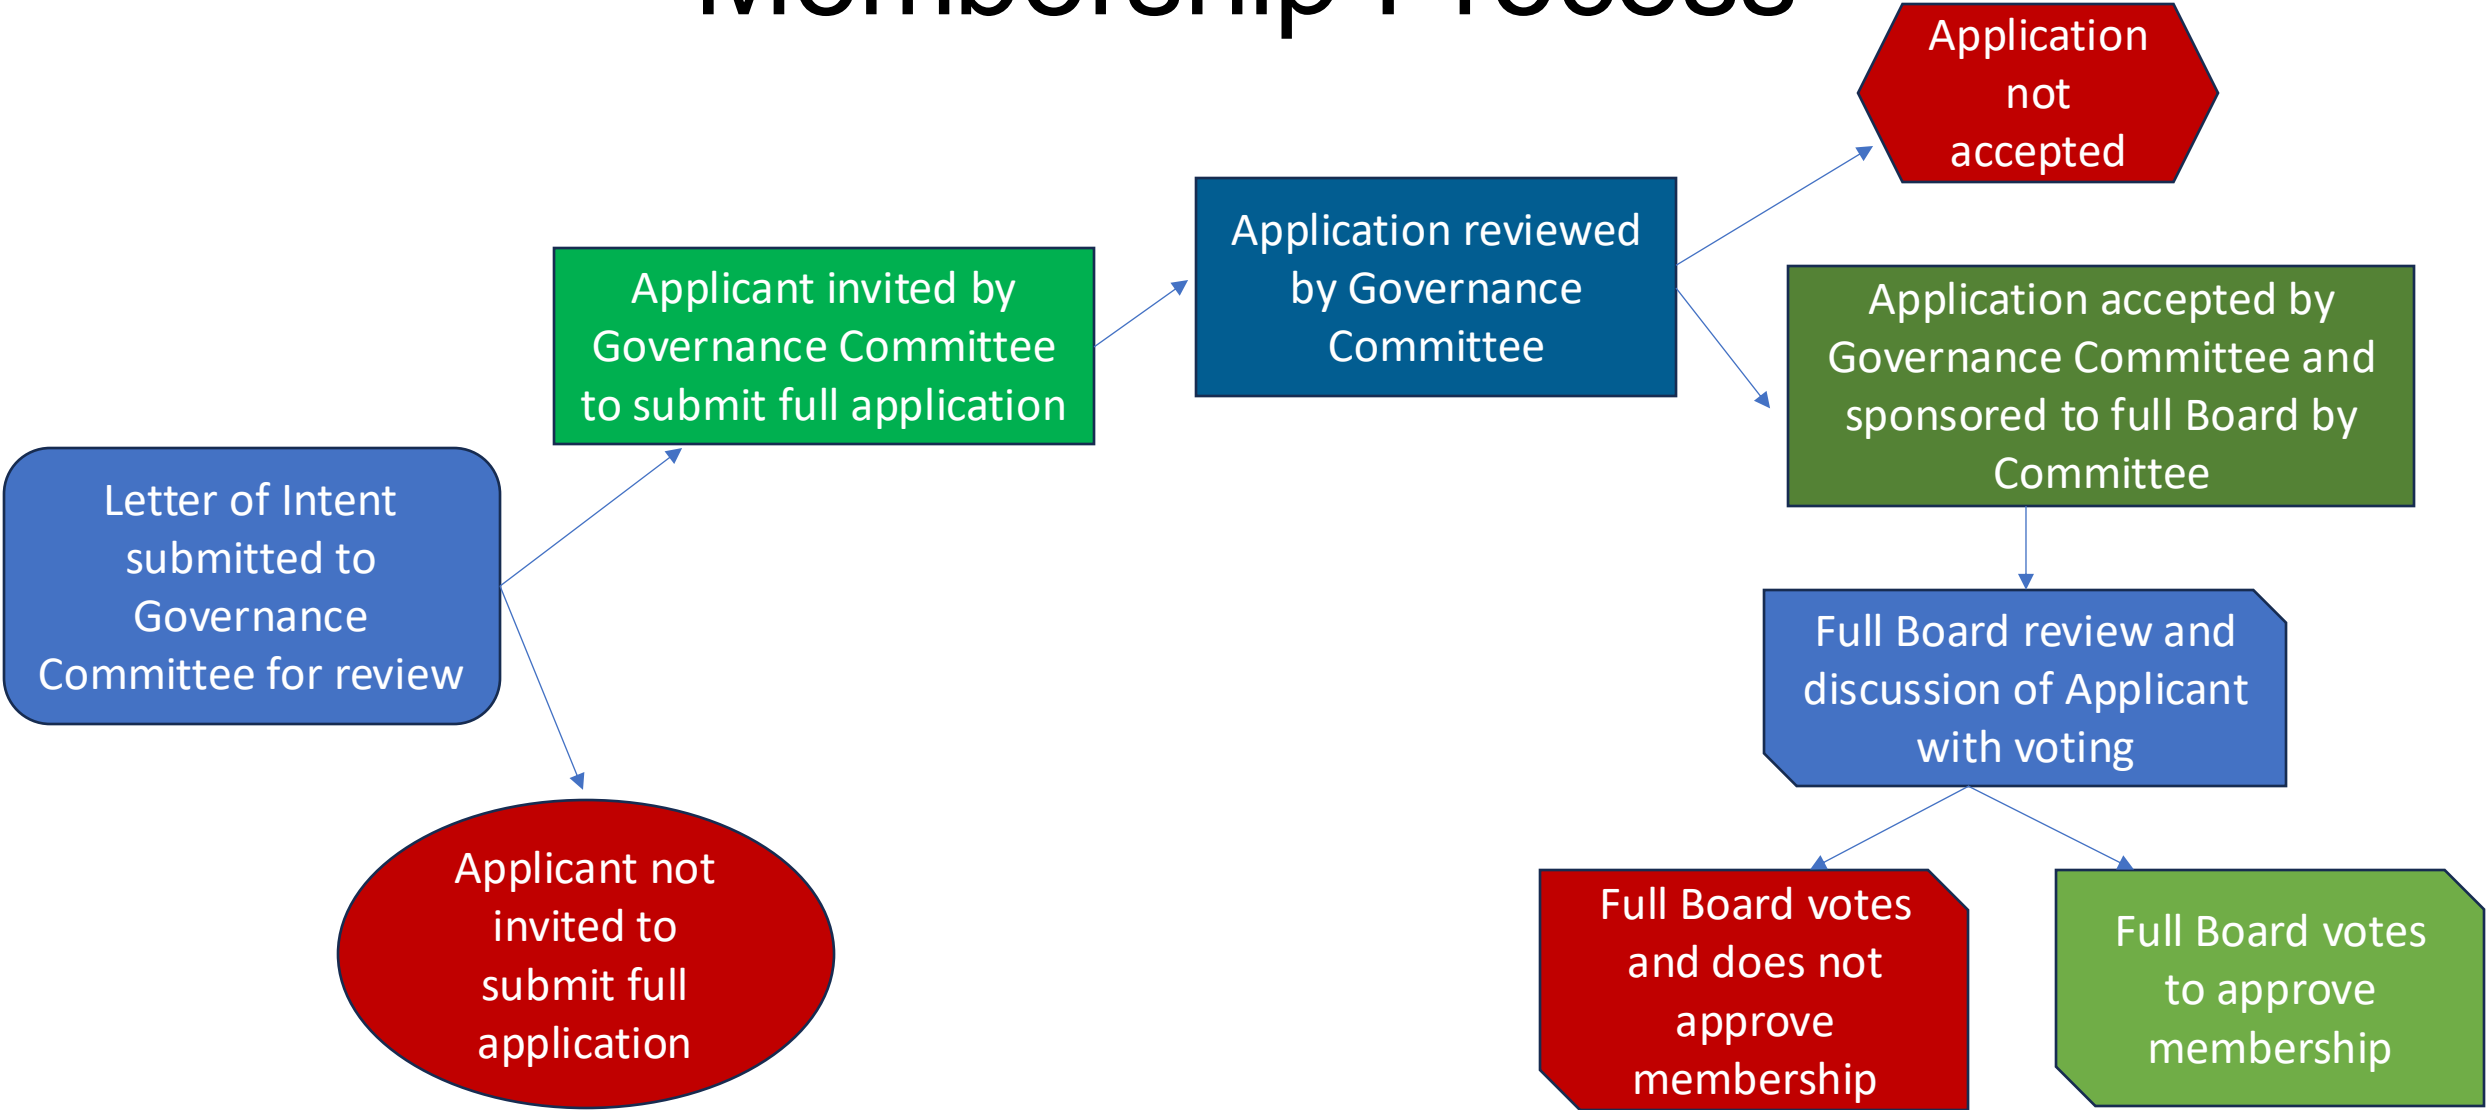 Membership Process
Application
not
accepted
Application reviewed
by Governance
Committee
Applicant invited by
Governance Committee
to submit full application
Application accepted by
Governance Committee and
sponsored to full Board by
Committee
Letter of Intent
submitted to
Governance
Committee for review
Full Board review and
discussion of Applicant
with voting
Applicant not
invited to
submit full
application
Full Board votes
and does not
approve
membership
Full Board votes
to approve
membership